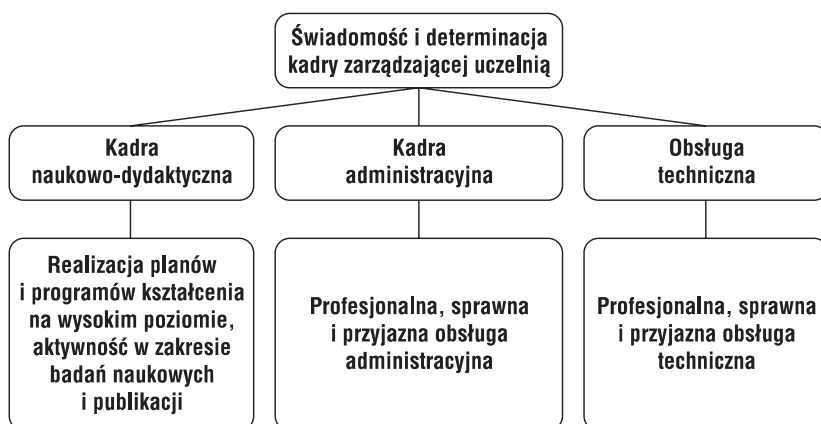 Świadomość i determinacja
kadry zarządzającej uczelnią
Kadra
naukowo-dydaktyczna
Kadra
administracyjna
Obsługa
techniczna
Realizacja planów
i programów kształcenia
na wysokim poziomie,
aktywność w zakresie
badań naukowych
i publikacji
Profesjonalna, sprawna
i przyjazna obsługa
administracyjna
Profesjonalna, sprawna
i przyjazna obsługa
techniczna